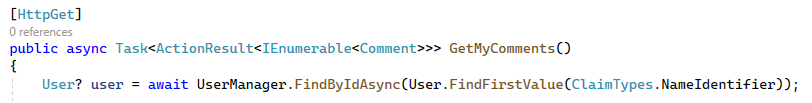 [HttpGet]
0 references
public async Task<ActionResult<IEnumerable<Comment>>> GetMyComments()
{
User? user = await UserManager.FindByIdAsync(User.FindFirstValue(ClaimTypes.NameIdentifier));